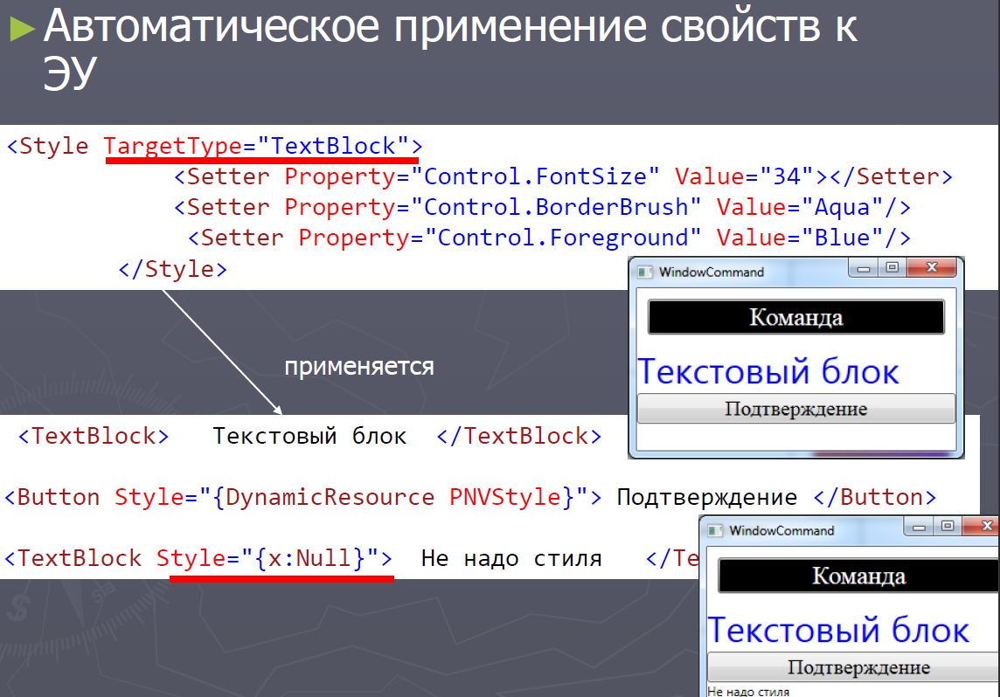 Автоматическое применение свойств к
ЭУ
<Style TargetType="TextBlock">
<Setter Property="Control.FontSize" Value="34"></Setter>
<Setter Property="Control.BorderBrush" Value="Aqua"/>
<Setter Property="Control.Foreground" Value="Blue"/>
</Style>
WindowCommand
Команда
Текстовый блок
Подтверждение
применяется
<TextBlock> Текстовый блок </TextBlock>
<Button Style="{DynamicResource PNVStyle}"> Подтверждение </Button>
<TextBlock Style="{x:Null}"> Не надо стиля </Te
WindowCommand
Команда
Текстовый блок
Подтверждение
Не надо стиля